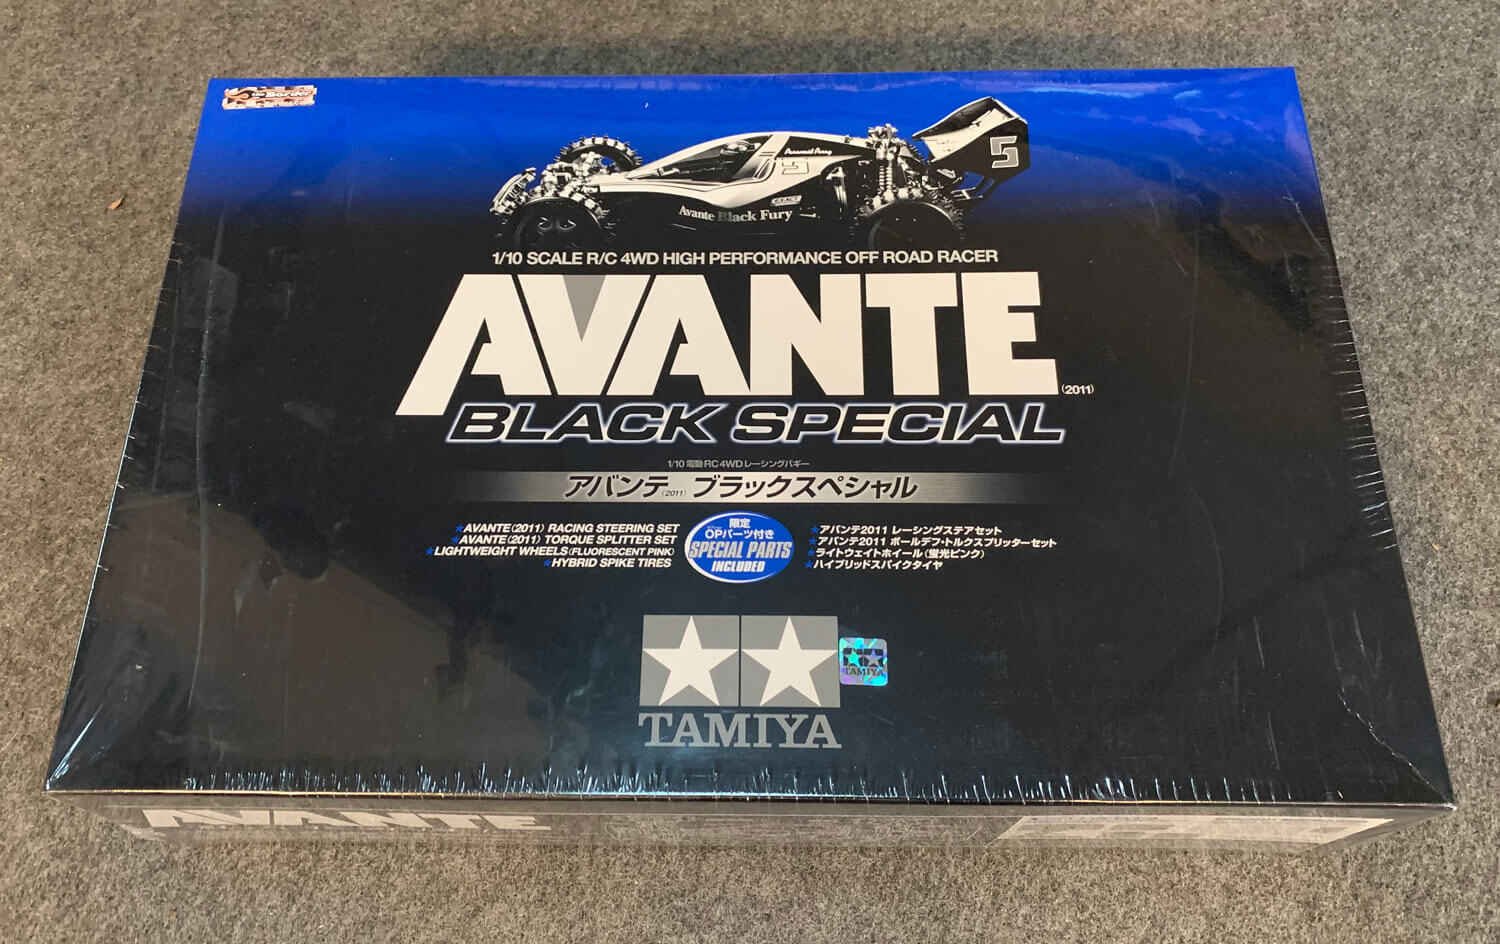 the Border
5
5
Avante Black Fury
1/10 SCALE R/C 4WD HIGH PERFORMANCE OFF ROAD RACER
AVANTE
(2011)
BLACK SPECIAL
1/10 電動RC 4WD レーシングバギー
アバンテ(2011) ブラックスペシャル
★AVANTE(2011) RACING STEERING SET
★AVANTE(2011) TORQUE SPLITTER SET
★LIGHTWEIGHT WHEELS(FLUORESCENT PINK)
★HYBRID SPIKE TIRES
限定
OPパーツ付き
SPECIAL PARTS
INCLUDED
★アバンテ2011 レーシングステアセット
★アバンテ2011 ボールデフ・トルクスプリッターセット
★ライトウェイトホイール(蛍光ピンク)
★ハイブリッドスパイクタイヤ
TAMIYA
TAMIYA
AVANTE